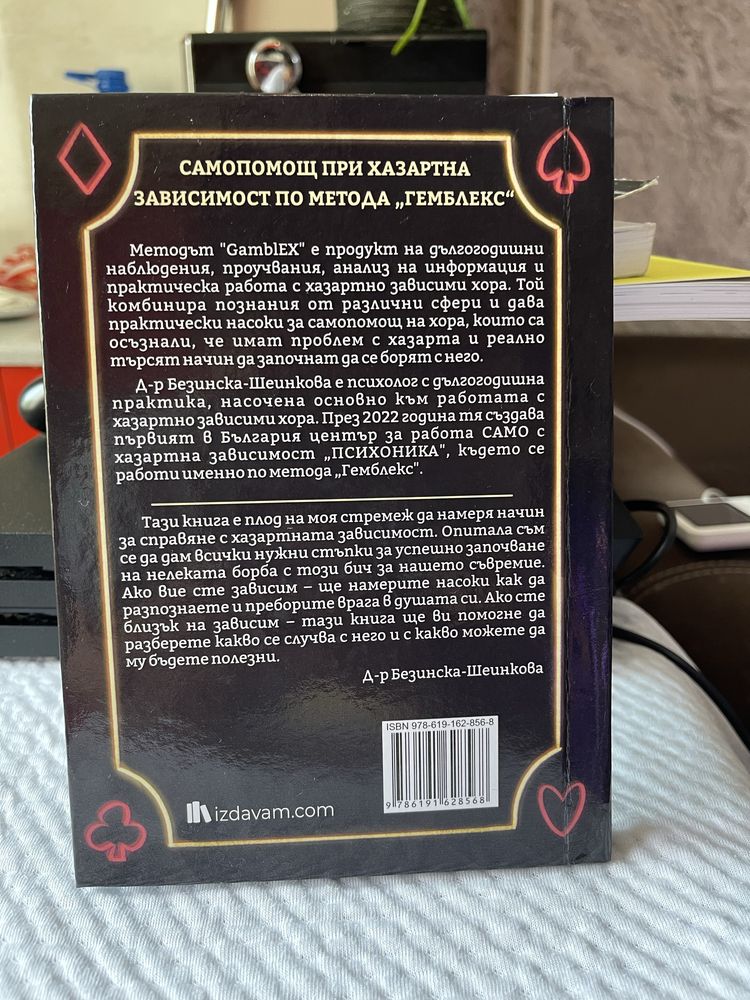 САМОПОМОЩ ПРИ ХАЗАРТНА
ЗАВИСИМОСТ ПО МЕТОДА „ГЕМБЛЕКС“
Методът "GamblEX" е продукт на дългогодишни
наблюдения, проучвания, анализ на информация и
практическа работа с хазартно зависими хора. Той
комбинира познания от различни сфери и дава
практически насоки за самопомощ на хора, които са
осъзнали, че имат проблем с хазарта и реално
търсят начин да започнат да се борят с него.
Д-р Безинска-Шеинкова е психолог с дългогодишна
практика, насочена основно към работата с
хазартно зависими хора. През 2022 година тя създава
първият в България център за работа САМО с
хазартна зависимост „ПСИХОНИКА", където се
работи именно по метода „Гемблекс".
Тази книга е плод на моя стремеж да намеря начин
за справяне с хазартната зависимост. Опитала съм
се да дам всички нужни стъпки за успешно започване
на нелеката борба с този бич за нашето съвремие.
Ако вие сте зависим – ще намерите насоки как да
разпознаете и преборите врага в душата си. Ако сте
близък на зависим – тази книга ще ви помогне да
разберете какво се случва с него и с какво можете да
му бъдете полезни.
Д-р Безинска-Шеинкова
ISBN 978-619-162-856-8
9 786191 628568
izdavam.com